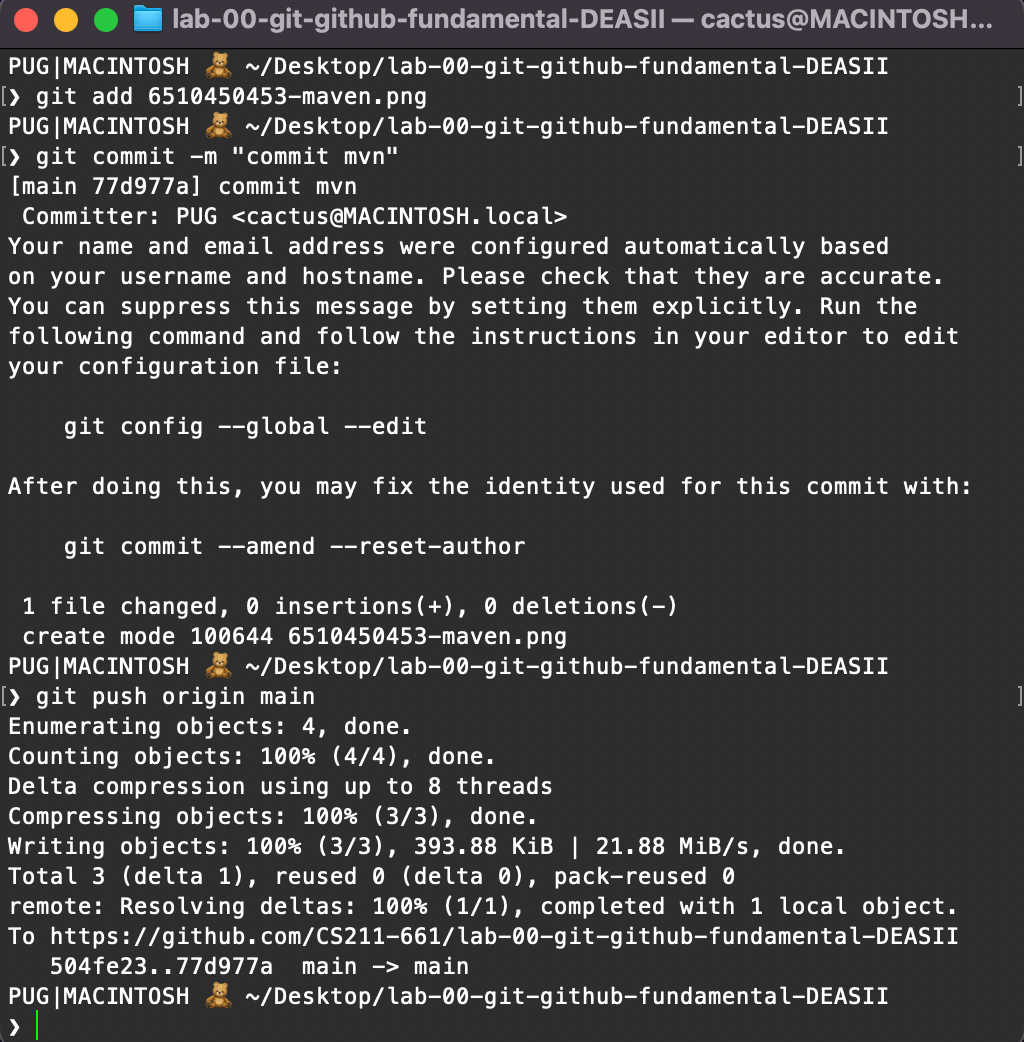 lab-00-git-github-fundamental-DEASII — cactus@MACINTOSH...
PUG|MACINTOSH 🧸 ~/Desktop/lab-00-git-github-fundamental-DEASII
[❯ git add 6510450453-maven.png ]
PUG|MACINTOSH 🧸 ~/Desktop/lab-00-git-github-fundamental-DEASII
[❯ git commit -m "commit mvn" ]
[main 77d977a] commit mvn
 Committer: PUG <cactus@MACINTOSH.local>
Your name and email address were configured automatically based
on your username and hostname. Please check that they are accurate.
You can suppress this message by setting them explicitly. Run the
following command and follow the instructions in your editor to edit
your configuration file:

    git config --global --edit

After doing this, you may fix the identity used for this commit with:

    git commit --amend --reset-author

 1 file changed, 0 insertions(+), 0 deletions(-)
 create mode 100644 6510450453-maven.png
PUG|MACINTOSH 🧸 ~/Desktop/lab-00-git-github-fundamental-DEASII
[❯ git push origin main ]
Enumerating objects: 4, done.
Counting objects: 100% (4/4), done.
Delta compression using up to 8 threads
Compressing objects: 100% (3/3), done.
Writing objects: 100% (3/3), 393.88 KiB | 21.88 MiB/s, done.
Total 3 (delta 1), reused 0 (delta 0), pack-reused 0
remote: Resolving deltas: 100% (1/1), completed with 1 local object.
To https://github.com/CS211-661/lab-00-git-github-fundamental-DEASII
   504fe23..77d977a  main -> main
PUG|MACINTOSH 🧸 ~/Desktop/lab-00-git-github-fundamental-DEASII
❯